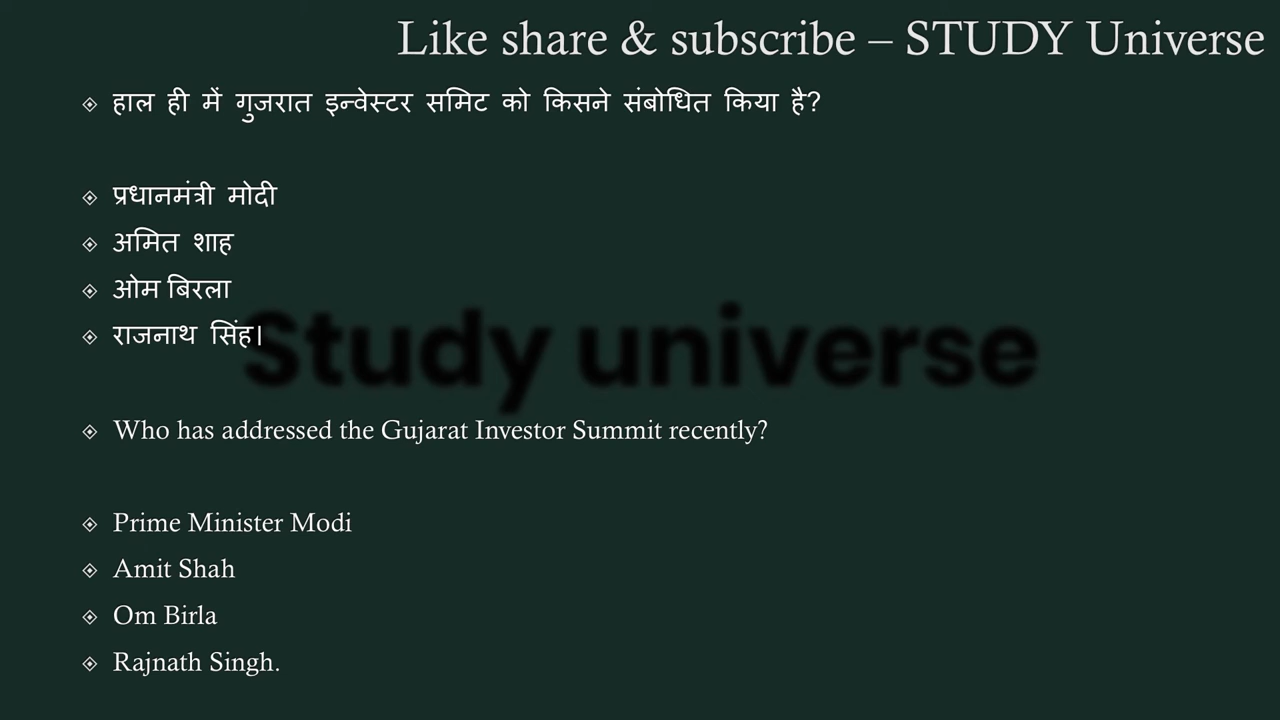 Like share & subscribe – STUDY Universe
हाल ही में गुजरात इन्वेस्टर समिट को किसने संबोधित किया है?
प्रधानमंत्री मोदी
अमित शाह
ओम बिरला
राजनाथ सिंह।
Study universe
Who has addressed the Gujarat Investor Summit recently?
Prime Minister Modi
Amit Shah
Om Birla
Rajnath Singh.